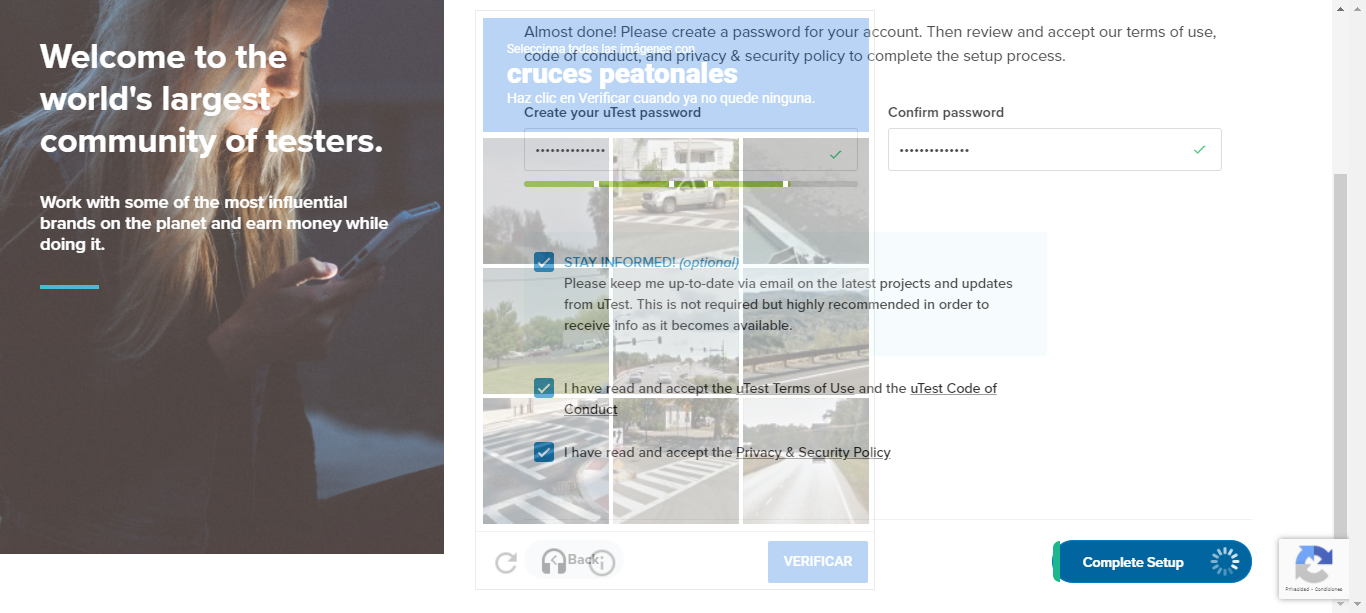 Welcome to the
world's largest
community of testers.
Work with some of the most influential
brands on the planet and earn money while
doing it.
Almost done! Please create a password for your account. Then review and accept our terms of use,
code of conduct, and privacy & security policy to complete the setup process.
Selecciona todas las imágenes con
cruces peatonales
Haz clic en Verificar cuando ya no quede ninguna.
Create your uTest password
Confirm password
••••••••••••••
••••••••••••••
STAY INFORMED! (optional)
Please keep me up-to-date via email on the latest projects and updates
from uTest. This is not required but highly recommended in order to
receive info as it becomes available.
I have read and accept the uTest Terms of Use and the uTest Code of
Conduct
I have read and accept the Privacy & Security Policy
Back
VERIFICAR
Complete Setup
Privacidad - Condiciones